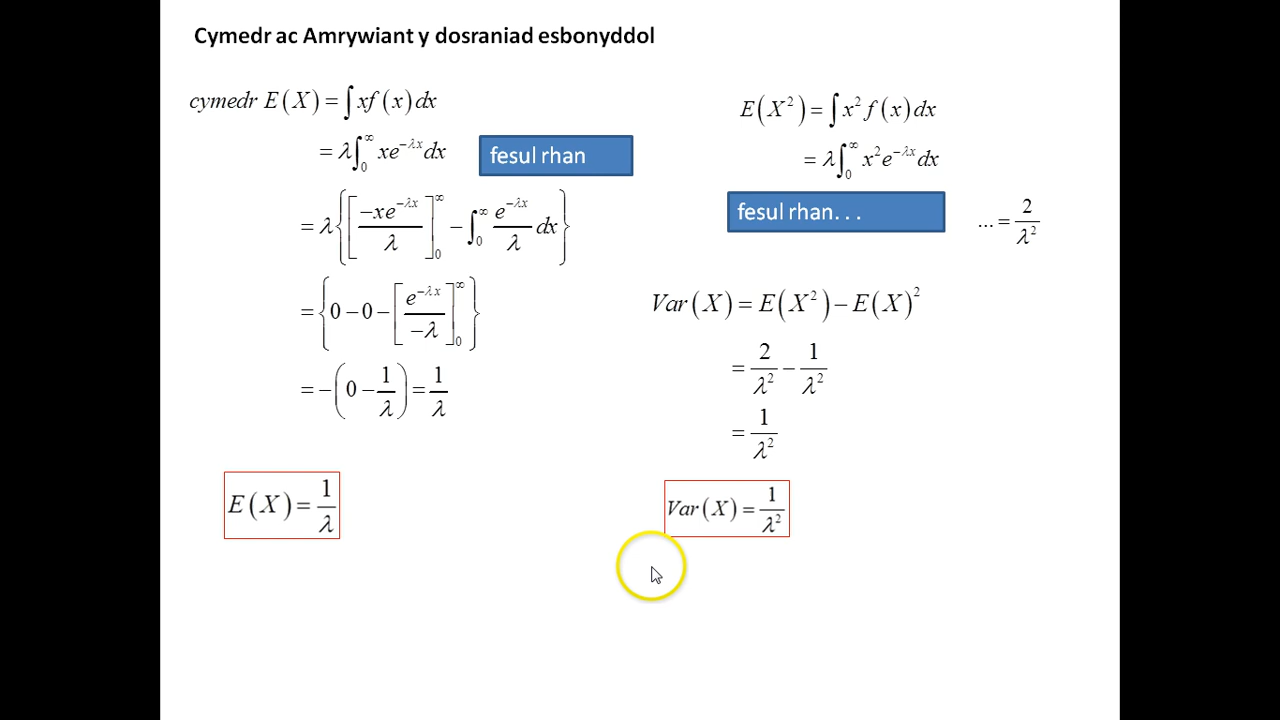 Cymedr ac Amrywiant y dosraniad esbonyddol
cymedr E(X) = ∫ xf(x)dx
= λ∫₀^∞ xe^{−λx}dx
fesul rhan
= λ{[−xe^{−λx}/λ]₀^∞ − ∫₀^∞ e^{−λx}/λ dx}
= {0 − 0 − [e^{−λx}/−λ]₀^∞}
= −(0 − 1/λ) = 1/λ
E(X) = 1/λ
E(X²) = ∫ x²f(x)dx
= λ∫₀^∞ x²e^{−λx}dx
fesul rhan. . .
... = 2/λ²
Var(X) = E(X²) − E(X)²
= 2/λ² − 1/λ²
= 1/λ²
Var(X) = 1/λ²